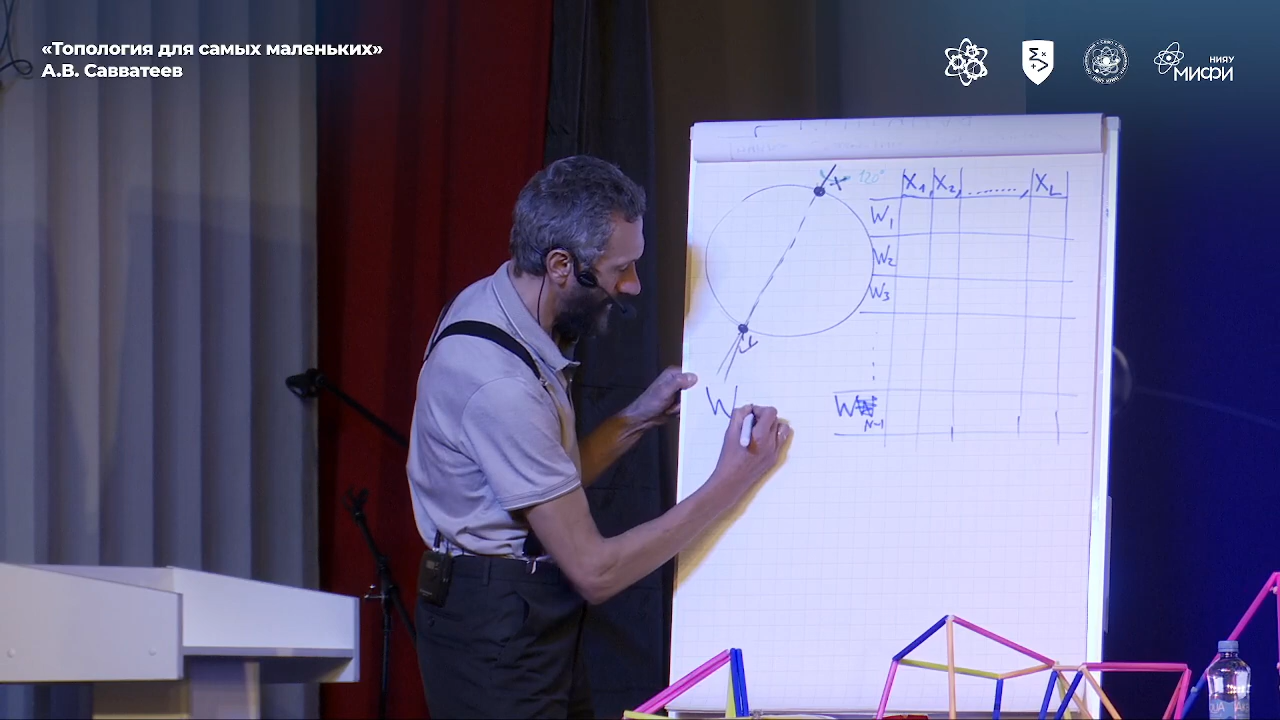 «Топология для самых маленьких»
А.В. Савватеев
НИЯУ
МИФИ
120°
X
X₁, X₂, ........, X_L
W₁
W₂
W₃
W
N-1
y
W